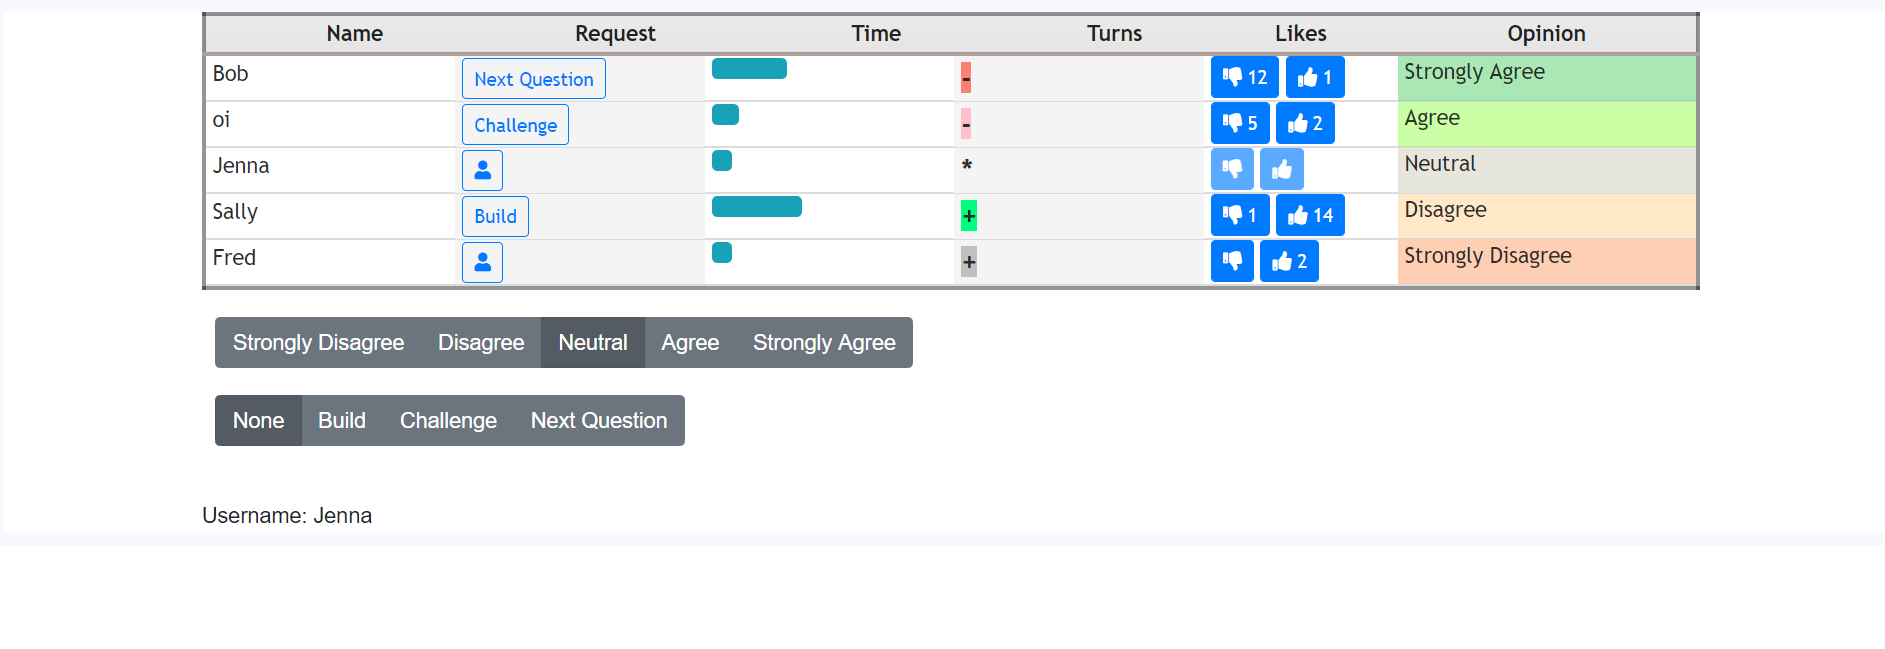 Name Request Time Turns Likes Opinion
Bob Next Question - 12 1 Strongly Agree
oi Challenge - 5 2 Agree
Jenna * Neutral
Sally Build + 1 14 Disagree
Fred + 2 Strongly Disagree
Strongly Disagree Disagree Neutral Agree Strongly Agree
None Build Challenge Next Question
Username: Jenna